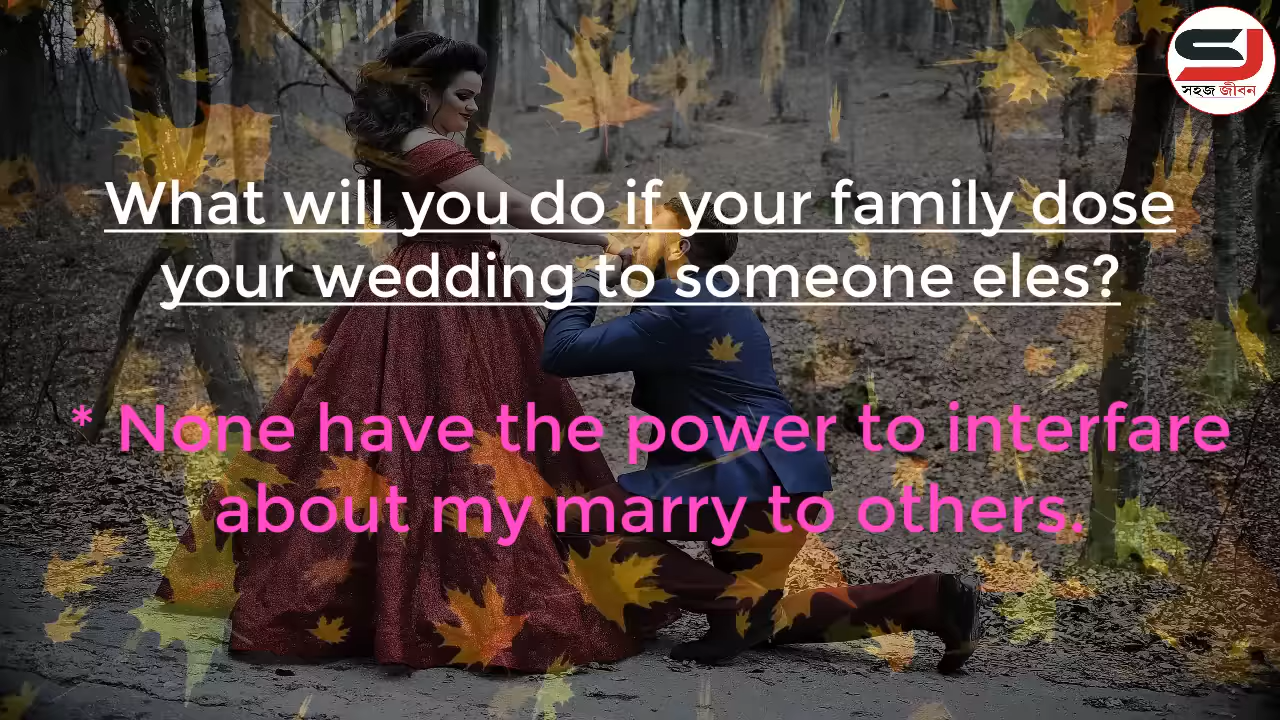 SJ
সহজ জীবন
What will you do if your family dose
your wedding to someone eles?
* None have the power to interfare
about my marry to others.